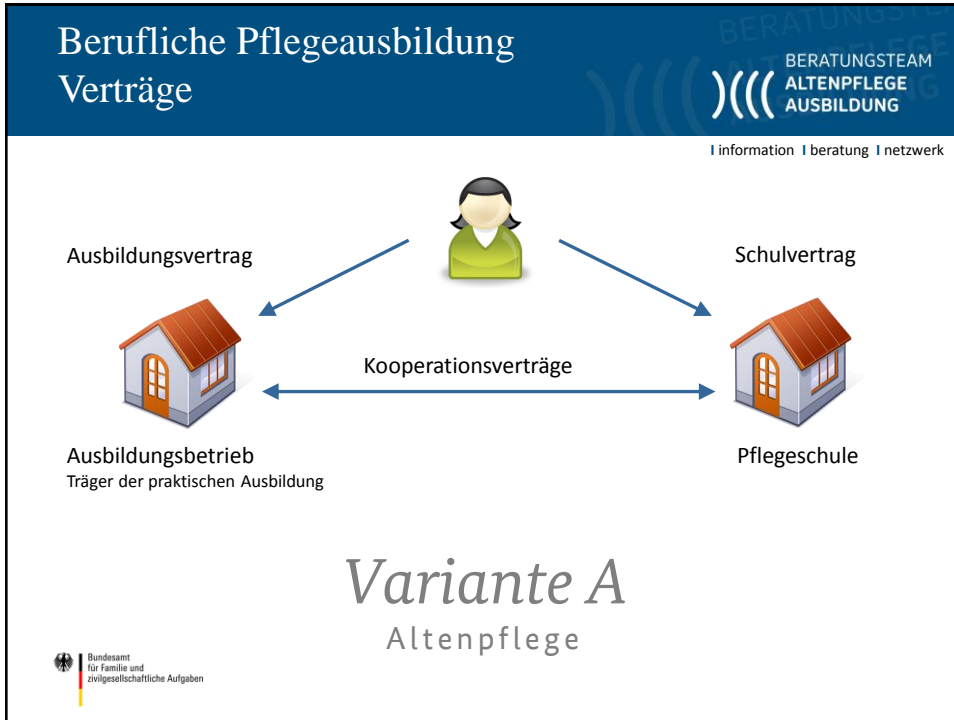 Berufliche Pflegeausbildung
Verträge
BERATUNGSTEAM
ALTENPFLEGE
AUSBILDUNG
I information I beratung I netzwerk
Ausbildungsvertrag
Schulvertrag
Kooperationsverträge
Ausbildungsbetrieb
Träger der praktischen Ausbildung
Pflegeschule
Variante A
Altenpflege
Bundesamt
für Familie und
zivilgesellschaftliche Aufgaben